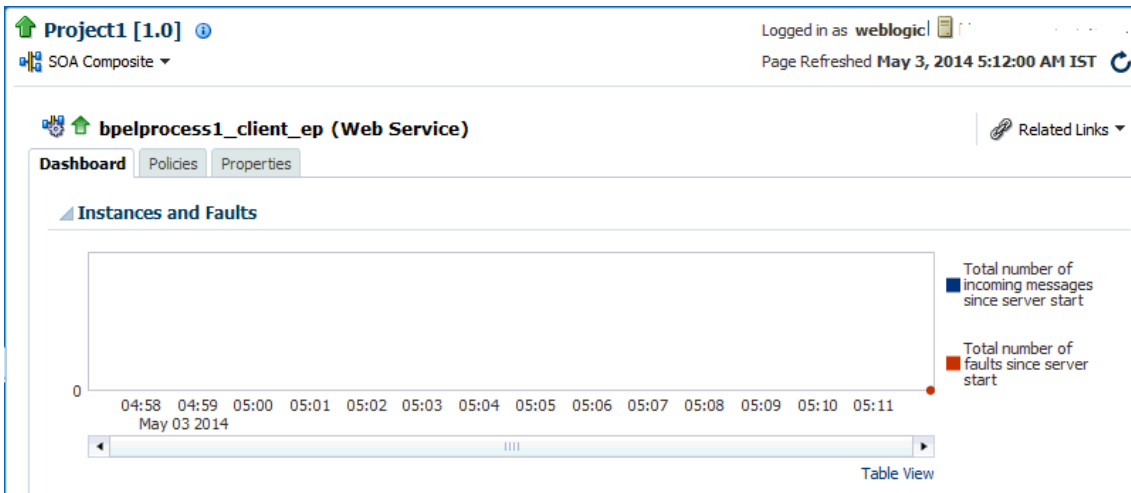 Project1 [1.0]
Logged in as weblogic
SOA Composite
Page Refreshed May 3, 2014 5:12:00 AM IST
bpelprocess1_client_ep (Web Service)
Related Links
Dashboard Policies Properties
Instances and Faults
Total number of
incoming messages
since server start
Total number of
faults since server
start
0
04:58 04:59 05:00 05:01 05:02 05:03 05:04 05:05 05:06 05:07 05:08 05:09 05:10 05:11
May 03 2014
Table View